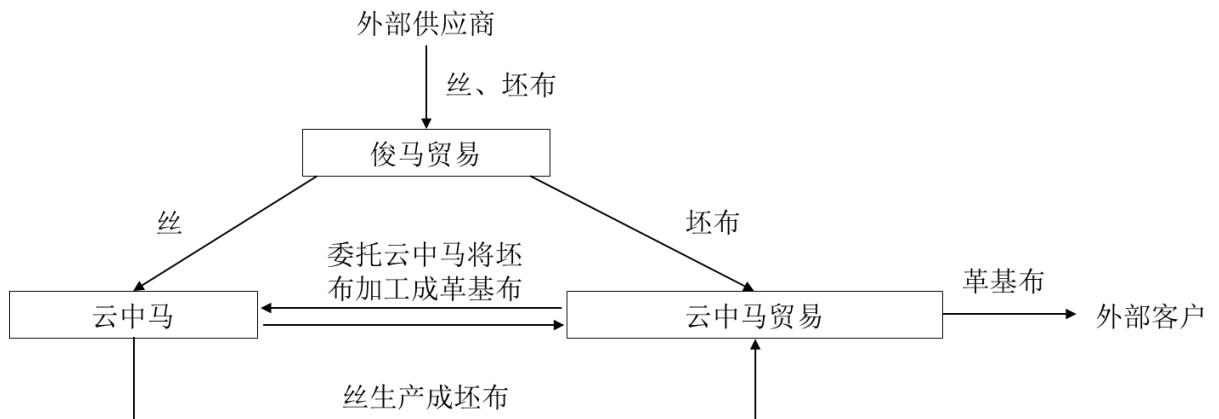 外部供应商
丝、坯布
俊马贸易
丝
坯布
委托云中马将坯
布加工成革基布
革基布
云中马
云中马贸易
外部客户
丝生产成坯布